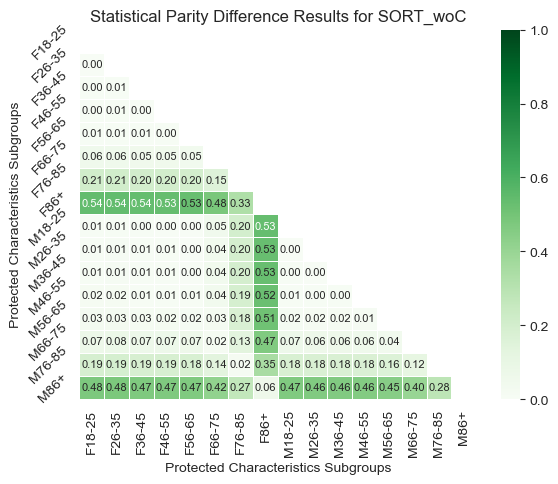 Statistical Parity Difference Results for SORT_woC
Protected Characteristics Subgroups
F18-25
F26-35 0.00
F36-45 0.00 0.01
F46-55 0.00 0.01 0.00
F56-65 0.01 0.01 0.01 0.00
F66-75 0.06 0.06 0.05 0.05 0.05
F76-85 0.21 0.21 0.20 0.20 0.20 0.15
F86+ 0.54 0.54 0.54 0.53 0.53 0.48 0.33
M18-25 0.01 0.01 0.00 0.00 0.00 0.05 0.20 0.53
M26-35 0.01 0.01 0.01 0.01 0.00 0.04 0.20 0.53 0.00
M36-45 0.01 0.01 0.01 0.01 0.00 0.04 0.20 0.53 0.00 0.00
M46-55 0.02 0.02 0.01 0.01 0.01 0.04 0.19 0.52 0.01 0.00 0.00
M56-65 0.03 0.03 0.03 0.02 0.02 0.03 0.18 0.51 0.02 0.02 0.02 0.01
M66-75 0.07 0.08 0.07 0.07 0.07 0.02 0.13 0.47 0.07 0.06 0.06 0.06 0.04
M76-85 0.19 0.19 0.19 0.19 0.18 0.14 0.02 0.35 0.18 0.18 0.18 0.18 0.16 0.12
M86+ 0.48 0.48 0.47 0.47 0.47 0.42 0.27 0.06 0.47 0.46 0.46 0.46 0.45 0.40 0.28
F18-25 F26-35 F36-45 F46-55 F56-65 F66-75 F76-85 F86+ M18-25 M26-35 M36-45 M46-55 M56-65 M66-75 M76-85 M86+
Protected Characteristics Subgroups
1.0
0.8
0.6
0.4
0.2
0.0